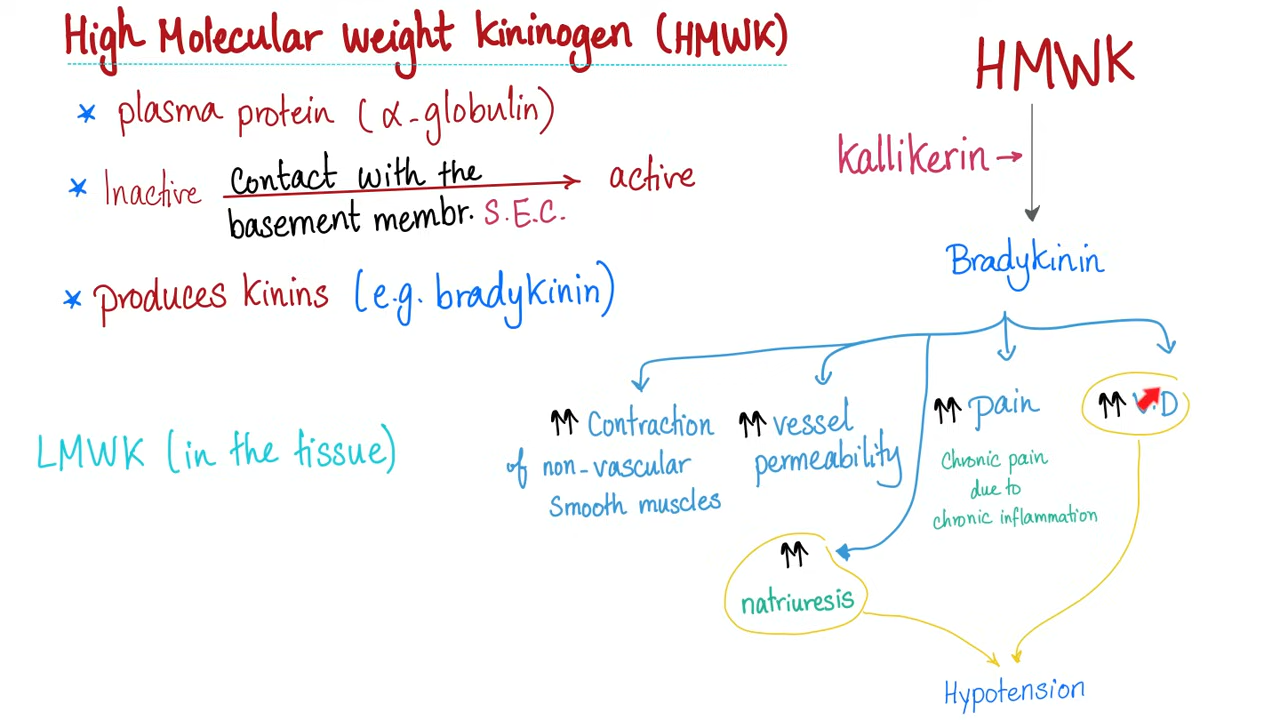 High Molecular weight kininogen (HMWK)
* plasma protein (α-globulin)
* Inactive contact with the basement membr. S.E.C. → active
* produces kinins (e.g. bradykinin)
LMWK (in the tissue)
HMWK
kallikerin →
Bradykinin
↑↑ Contraction
of non-vascular
smooth muscles
↑↑ vessel
permeability
↑↑ pain
chronic pain
due to
chronic inflammation
↑↑ V.D
↑↑
natriuresis
Hypotension